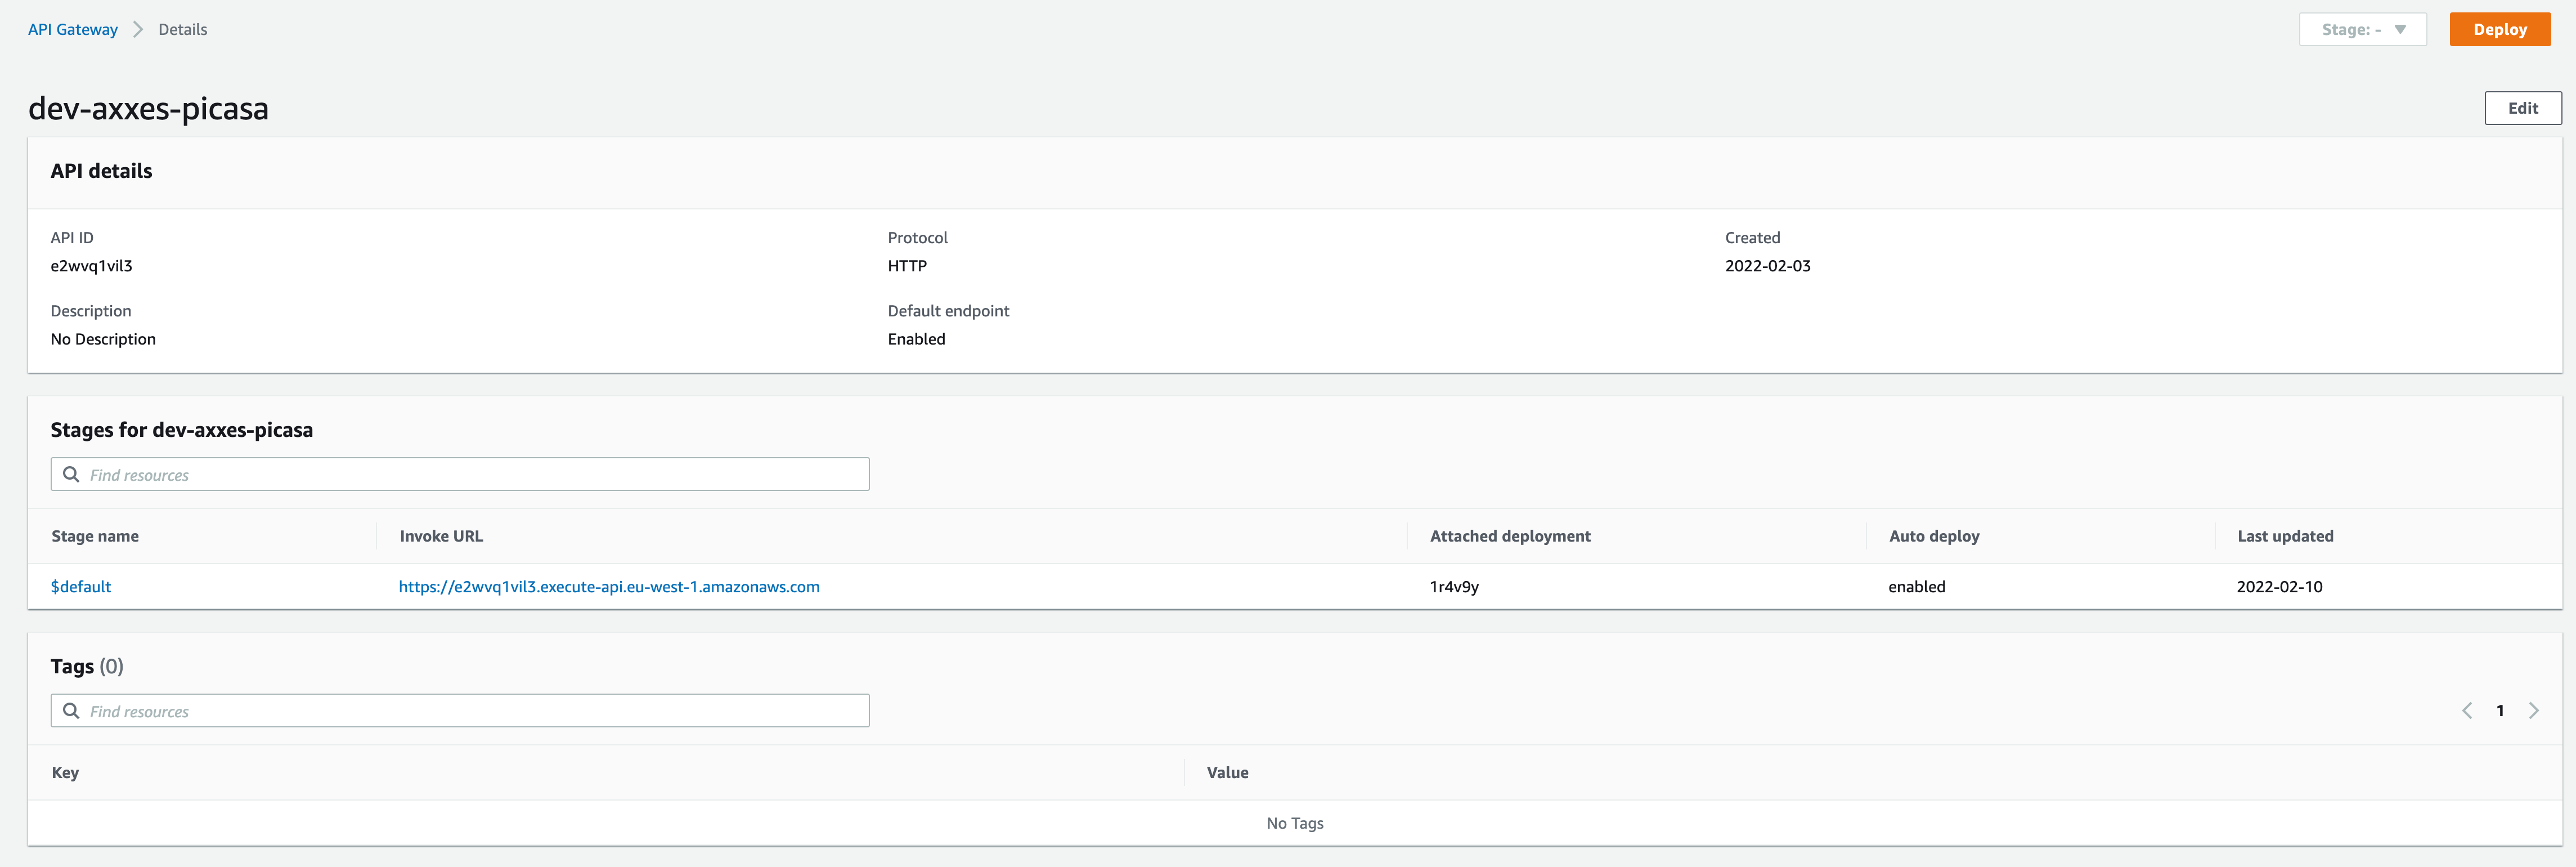 API Gateway > Details Stage: - Deploy
dev-axxes-picasa Edit
API details
API ID Protocol Created
e2wvq1vil3 HTTP 2022-02-03
Description Default endpoint
No Description Enabled
Stages for dev-axxes-picasa
Find resources
Stage name Invoke URL Attached deployment Auto deploy Last updated
$default https://e2wvq1vil3.execute-api.eu-west-1.amazonaws.com 1r4v9y enabled 2022-02-10
Tags (0)
Find resources 1
Key Value
No Tags